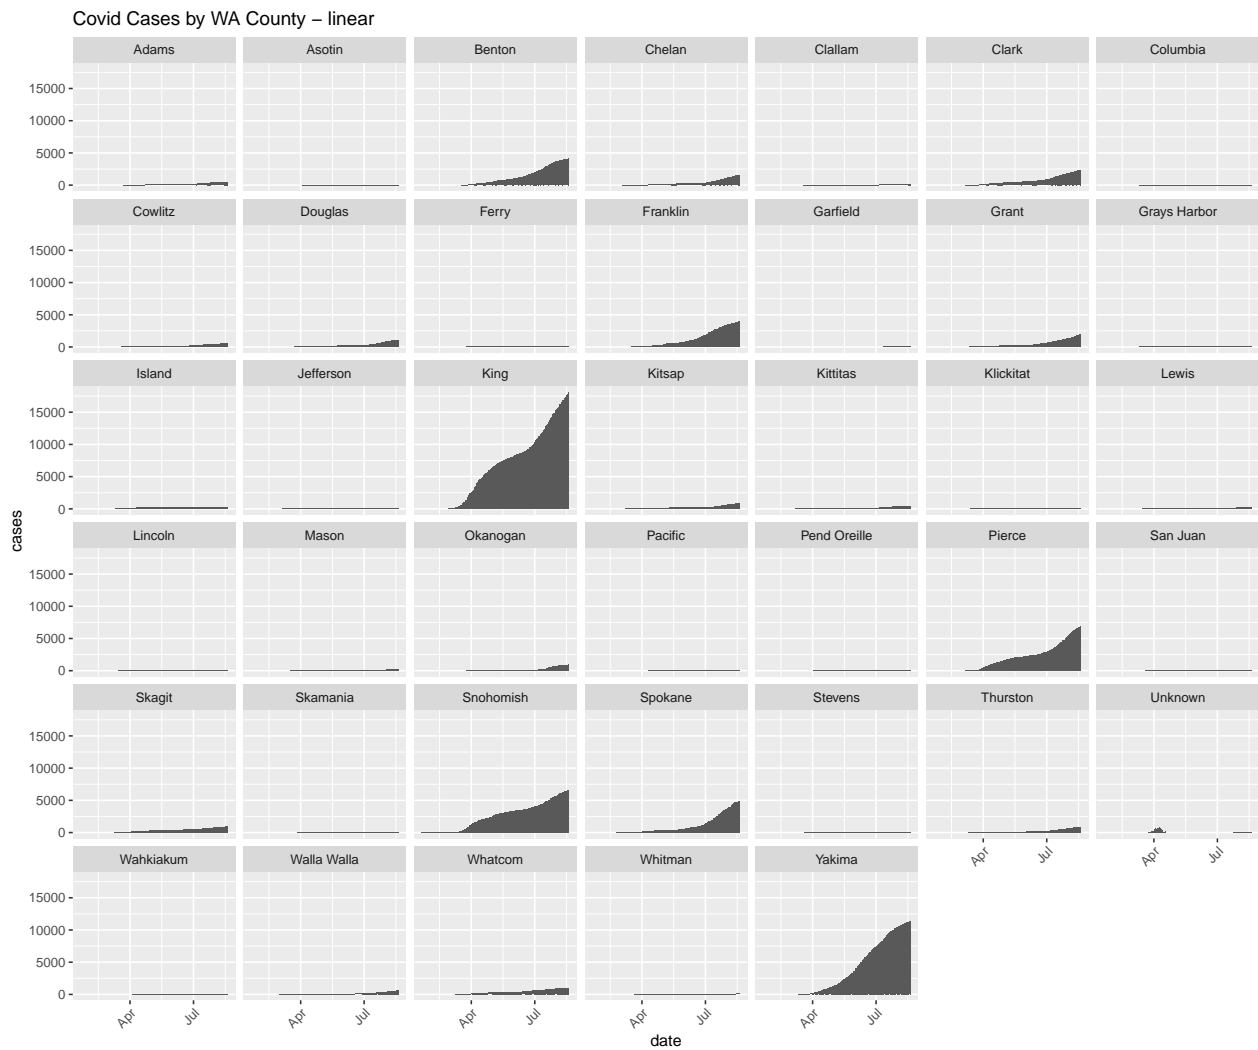 Covid Cases by WA County – linear
Adams Asotin Benton Chelan Clallam Clark Columbia
15000
10000
5000
0
Cowlitz Douglas Ferry Franklin Garfield Grant Grays Harbor
15000
10000
5000
0
Island Jefferson King Kitsap Kittitas Klickitat Lewis
15000
10000
5000
0
cases
Lincoln Mason Okanogan Pacific Pend Oreille Pierce San Juan
15000
10000
5000
0
Skagit Skamania Snohomish Spokane Stevens Thurston Unknown
15000
10000
5000
0
Apr Jul Apr Jul
Wahkiakum Walla Walla Whatcom Whitman Yakima
15000
10000
5000
0
Apr Jul Apr Jul Apr Jul Apr Jul Apr Jul
date